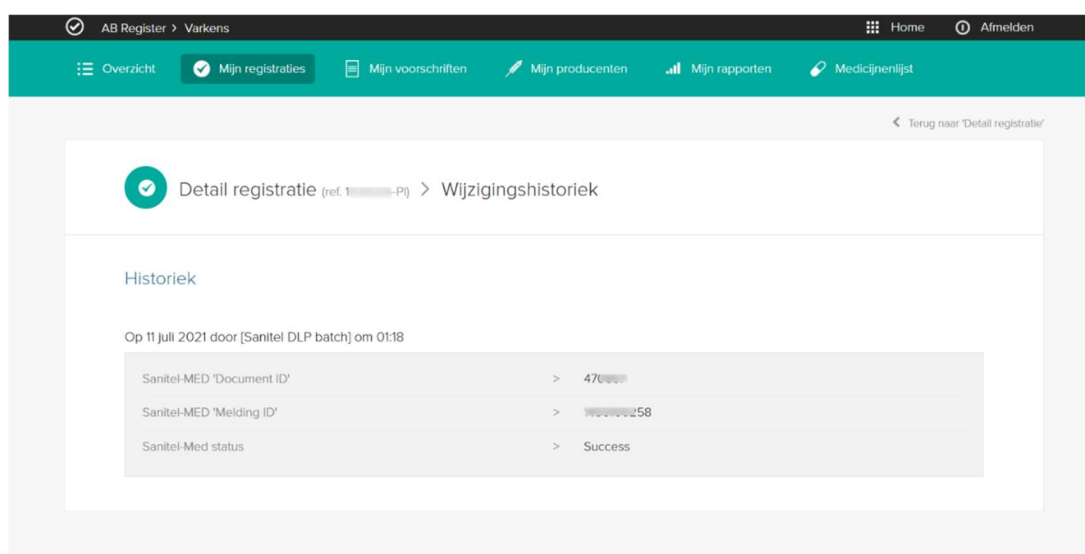 AB Register > Varkens Home Afmelden
Overzicht Mijn registraties Mijn voorschriften Mijn producenten Mijn rapporten Medicijnenlijst
Terug naar 'Detail registratie'
Detail registratie (ref. 1 -PI) > Wijzigingshistoriek
Historiek
Op 11 juli 2021 door [Sanitel DLP batch] om 01:18
Sanitel-MED 'Document ID' > 470
Sanitel-MED 'Melding ID' > 258
Sanitel-Med status > Success